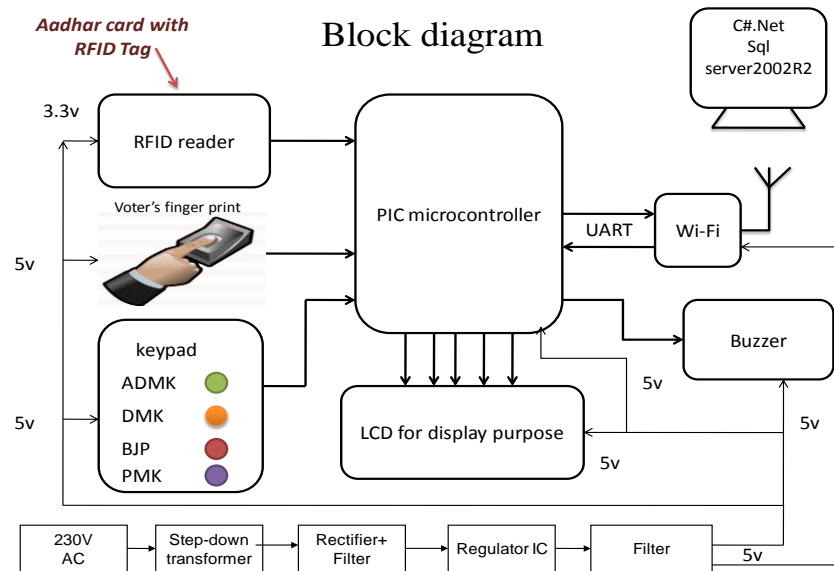 Block diagram
Aadhar card with
RFID Tag
C#.Net
Sql
server2002R2
3.3v
RFID reader
Voter's finger print
PIC microcontroller
UART
Wi-Fi
5v
keypad
ADMK
DMK
BJP
PMK
5v
LCD for display purpose
Buzzer
5v
5v
5v
230V
AC
Step-down
transformer
Rectifier+
Filter
Regulator IC
Filter
5v